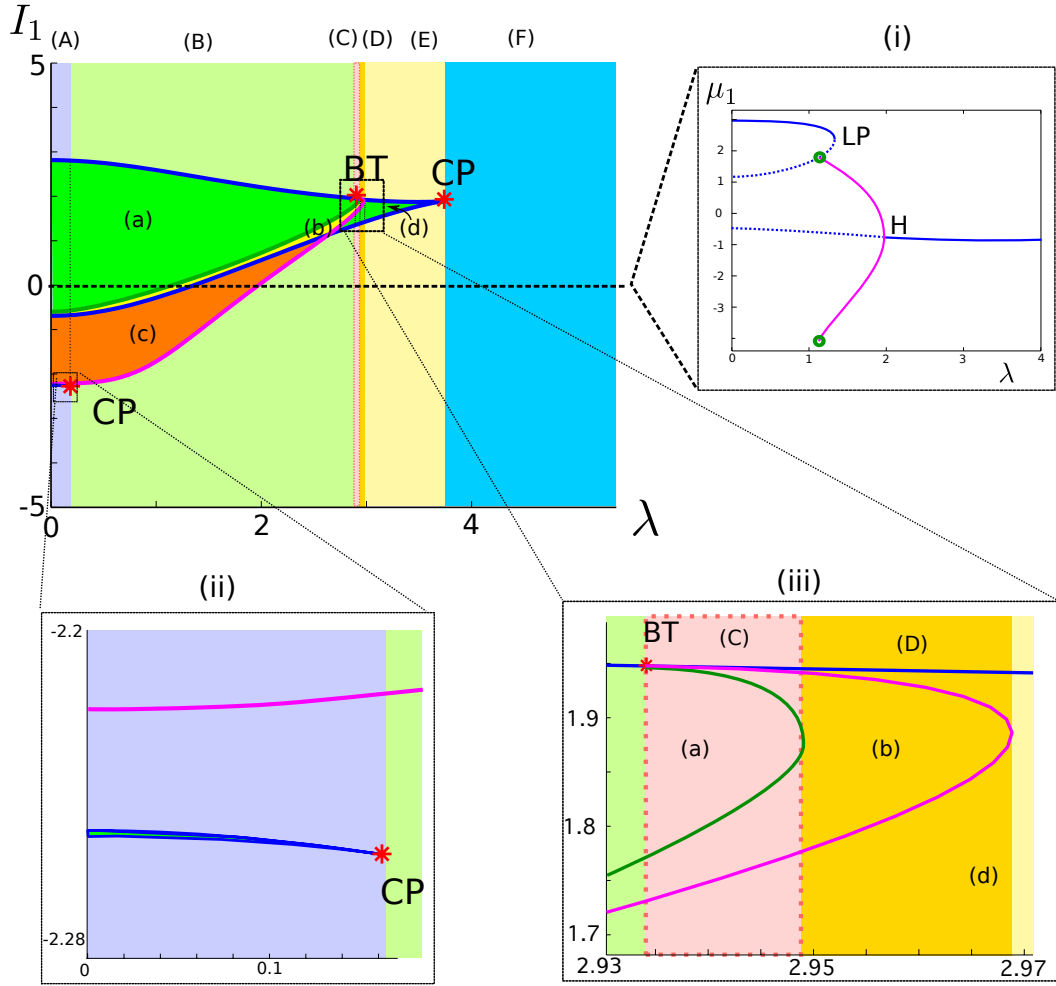 I₁
(A) (B) (C) (D) (E) (F)
5
0
-5
0 2 4
λ
(a)
(b)
(c)
(d)
BT
CP
CP
(i)
μ₁
2
1
0
-1
-3
0 1 2 3 4
λ
LP
H
(ii)
-2.2
-2.28
0 0.1
CP
(iii)
BT
(C)
(D)
(a)
(b)
(d)
1.9
1.8
1.7
2.93 2.95 2.97